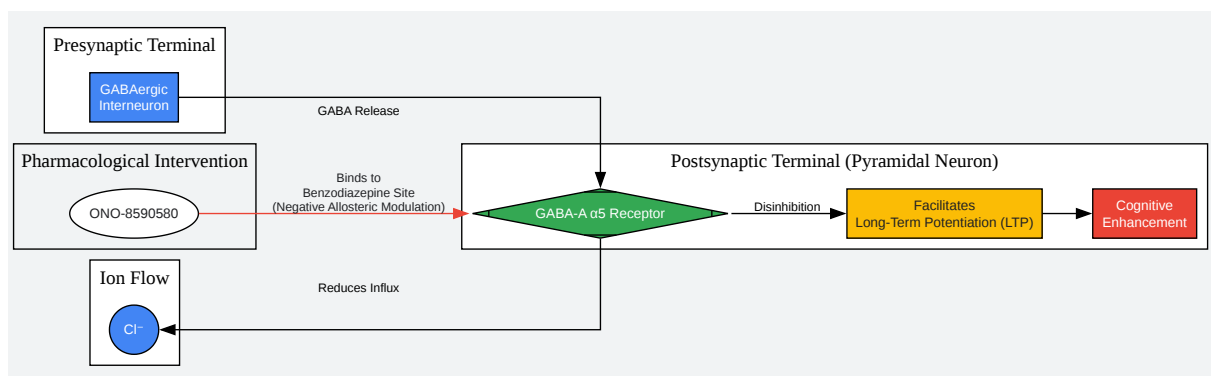 Presynaptic Terminal
GABAergic
Interneuron
GABA Release
Pharmacological Intervention
ONO-8590580
Binds to
Benzodiazepine Site
(Negative Allosteric Modulation)
Postsynaptic Terminal (Pyramidal Neuron)
GABA-A α5 Receptor
Disinhibition
Facilitates
Long-Term Potentiation (LTP)
Cognitive
Enhancement
Ion Flow
Reduces Influx
Cl⁻